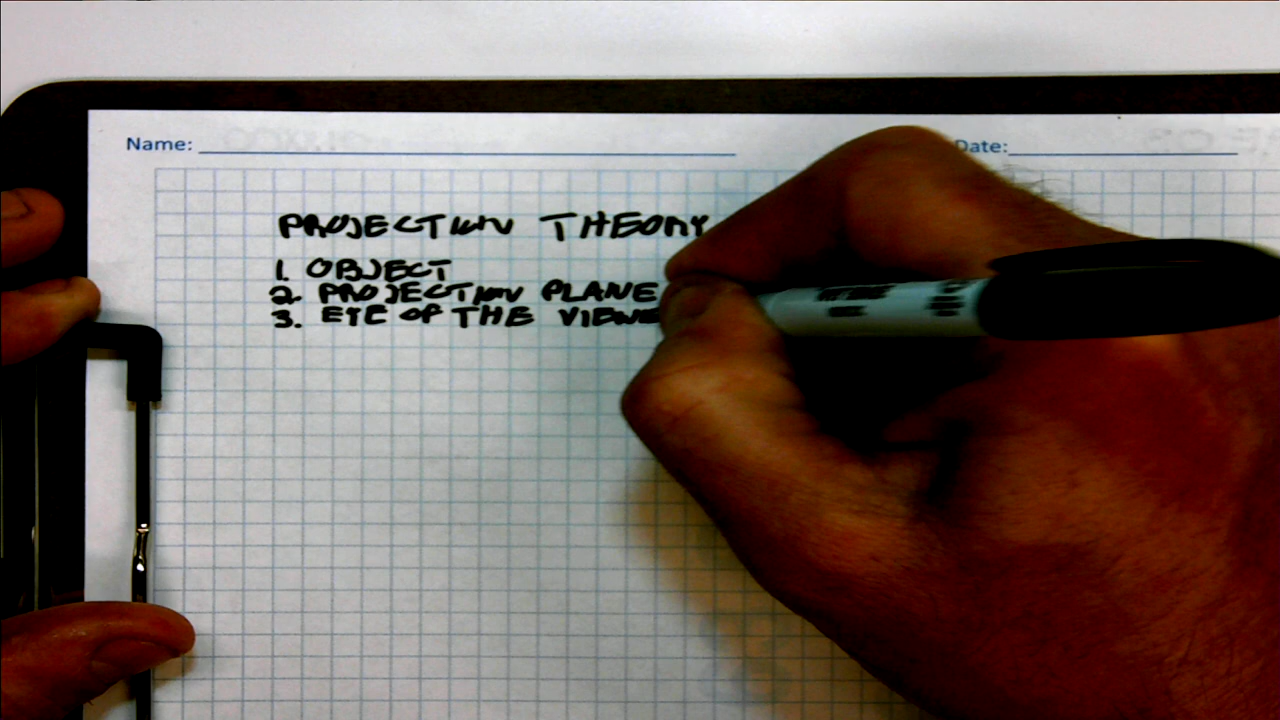 Name:
Date:
PROJECTION THEORY
1. OBJECT
2. PROJECTION PLANE
3. EYE OF THE VIEWE